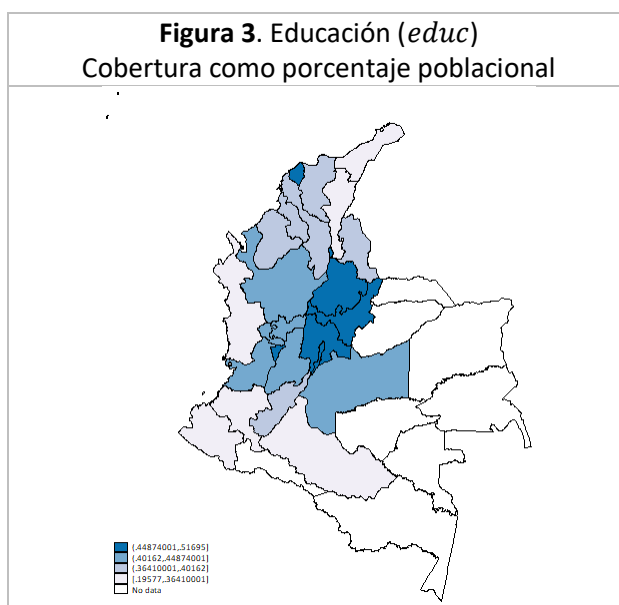 Figura 3. Educación (educ)
Cobertura como porcentaje poblacional
(.44874001,.51695]
(.40162,.44874001]
(.36410001,.40162]
[.19577,.36410001]
No data